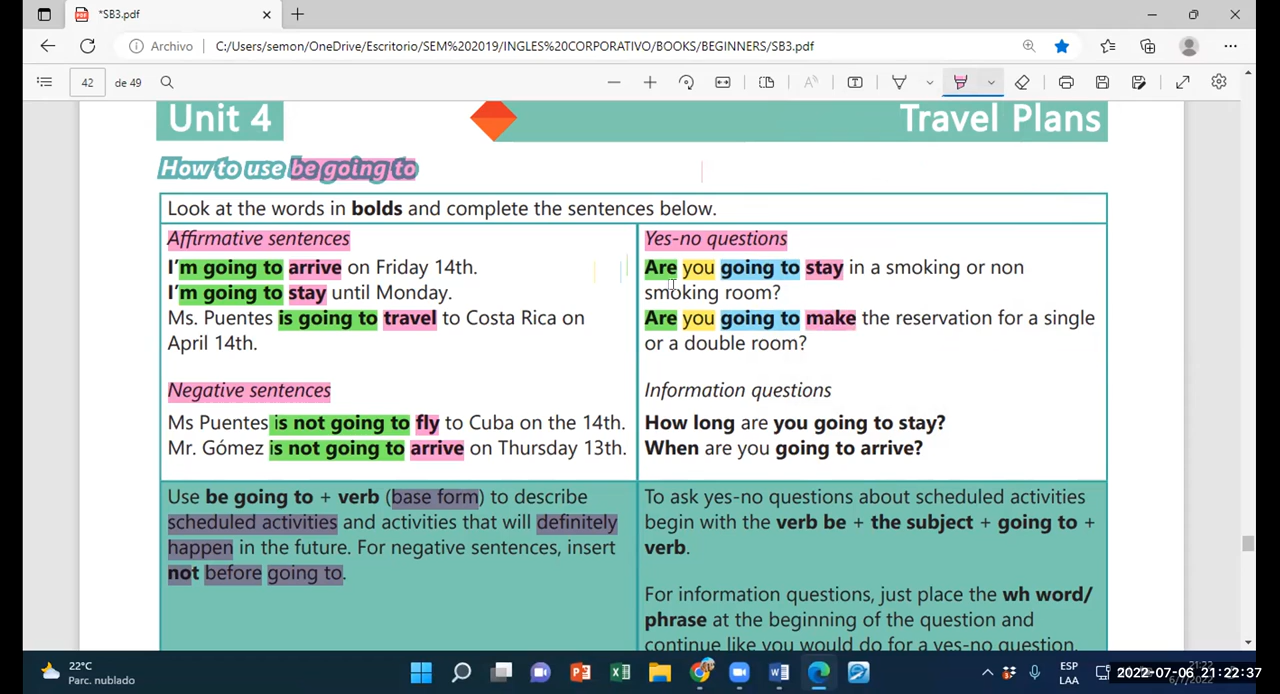 *SB3.pdf
Archivo
C:/Users/semon/OneDrive/Escritorio/SEM%202019/INGLES%20CORPORATIVO/BOOKS/BEGINNERS/SB3.pdf
42
de 49
Unit 4
Travel Plans
How to use be going to
Look at the words in bolds and complete the sentences below.
Affirmative sentences
I'm going to arrive on Friday 14th.
I'm going to stay until Monday.
Ms. Puentes is going to travel to Costa Rica on
April 14th.
Negative sentences
Ms Puentes is not going to fly to Cuba on the 14th.
Mr. Gómez is not going to arrive on Thursday 13th.
Yes-no questions
Are you going to stay in a smoking or non
smoking room?
Are you going to make the reservation for a single
or a double room?
Information questions
How long are you going to stay?
When are you going to arrive?
Use be going to + verb (base form) to describe
scheduled activities and activities that will definitely
happen in the future. For negative sentences, insert
not before going to.
To ask yes-no questions about scheduled activities
begin with the verb be + the subject + going to +
verb.
For information questions, just place the wh word/
phrase at the beginning of the question and
continue like you would do for a yes-no question.
22°C
Parc. nublado
ESP
LAA
2022-07-06 21:22:37